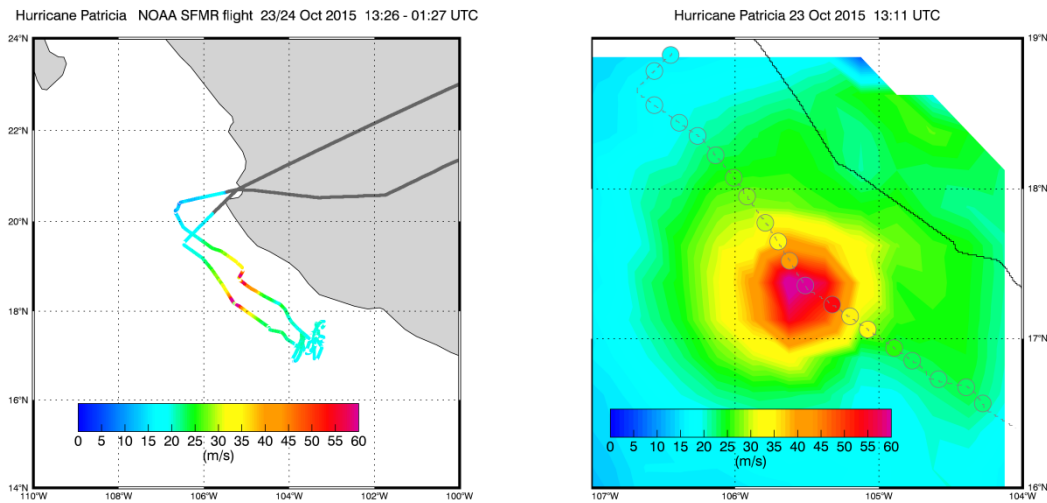 Hurricane Patricia NOAA SFMR flight 23/24 Oct 2015 13:26 - 01:27 UTC
24°N
22°N
20°N
18°N
16°N
14°N
110°W 108°W 106°W 104°W 102°W 100°W
0 5 10 15 20 25 30 35 40 45 50 55 60
(m/s)
Hurricane Patricia 23 Oct 2015 13:11 UTC
19°N
18°N
17°N
16°N
107°W 106°W 105°W 104°W
0 5 10 15 20 25 30 35 40 45 50 55 60
(m/s)